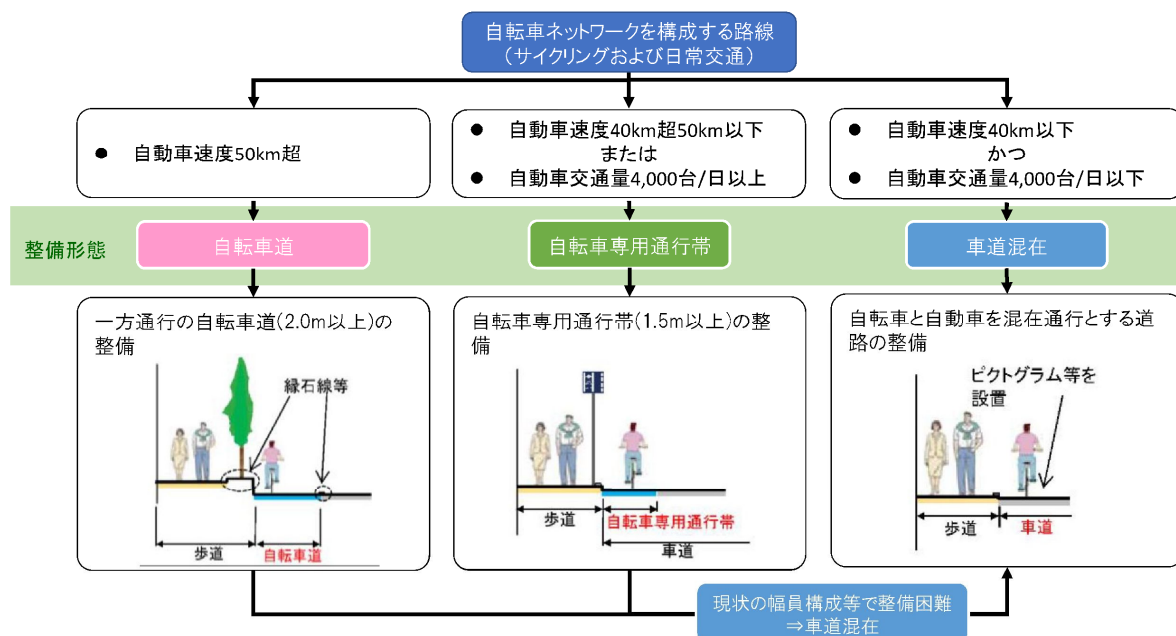 自転車ネットワークを構成する路線
（サイクリングおよび日常交通）
● 自動車速度50km超
● 自動車速度40km超50km以下
または
● 自動車交通量4,000台/日以上
● 自動車速度40km以下
かつ
● 自動車交通量4,000台/日以下
整備形態
自転車道
自転車専用通行帯
車道混在
一方通行の自転車道(2.0m以上)の
整備
縁石線等
歩道
自転車道
自転車専用通行帯(1.5m以上)の整
備
歩道
自転車専用通行帯
車道
自転車と自動車を混在通行とする道
路の整備
ピクトグラム等を
設置
歩道
車道
現状の幅員構成等で整備困難
⇒車道混在